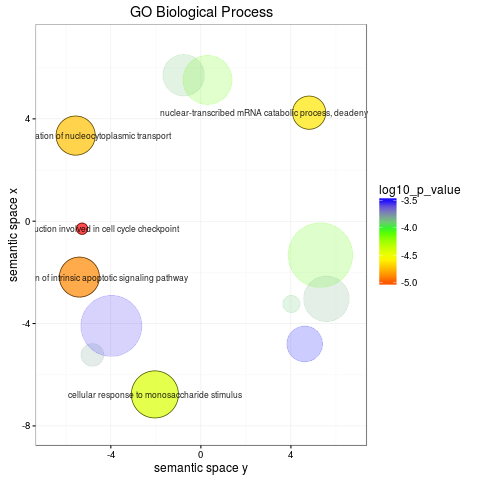 GO Biological Process
nuclear-transcribed mRNA catabolic process, deadeny
ation of nucleocytoplasmic transport
uction involved in cell cycle checkpoint
n of intrinsic apoptotic signaling pathway
cellular response to monosaccharide stimulus
semantic space x
4
0
-4
-8
-4
0
4
semantic space y
log10_p_value
-3.5
-4.0
-4.5
-5.0